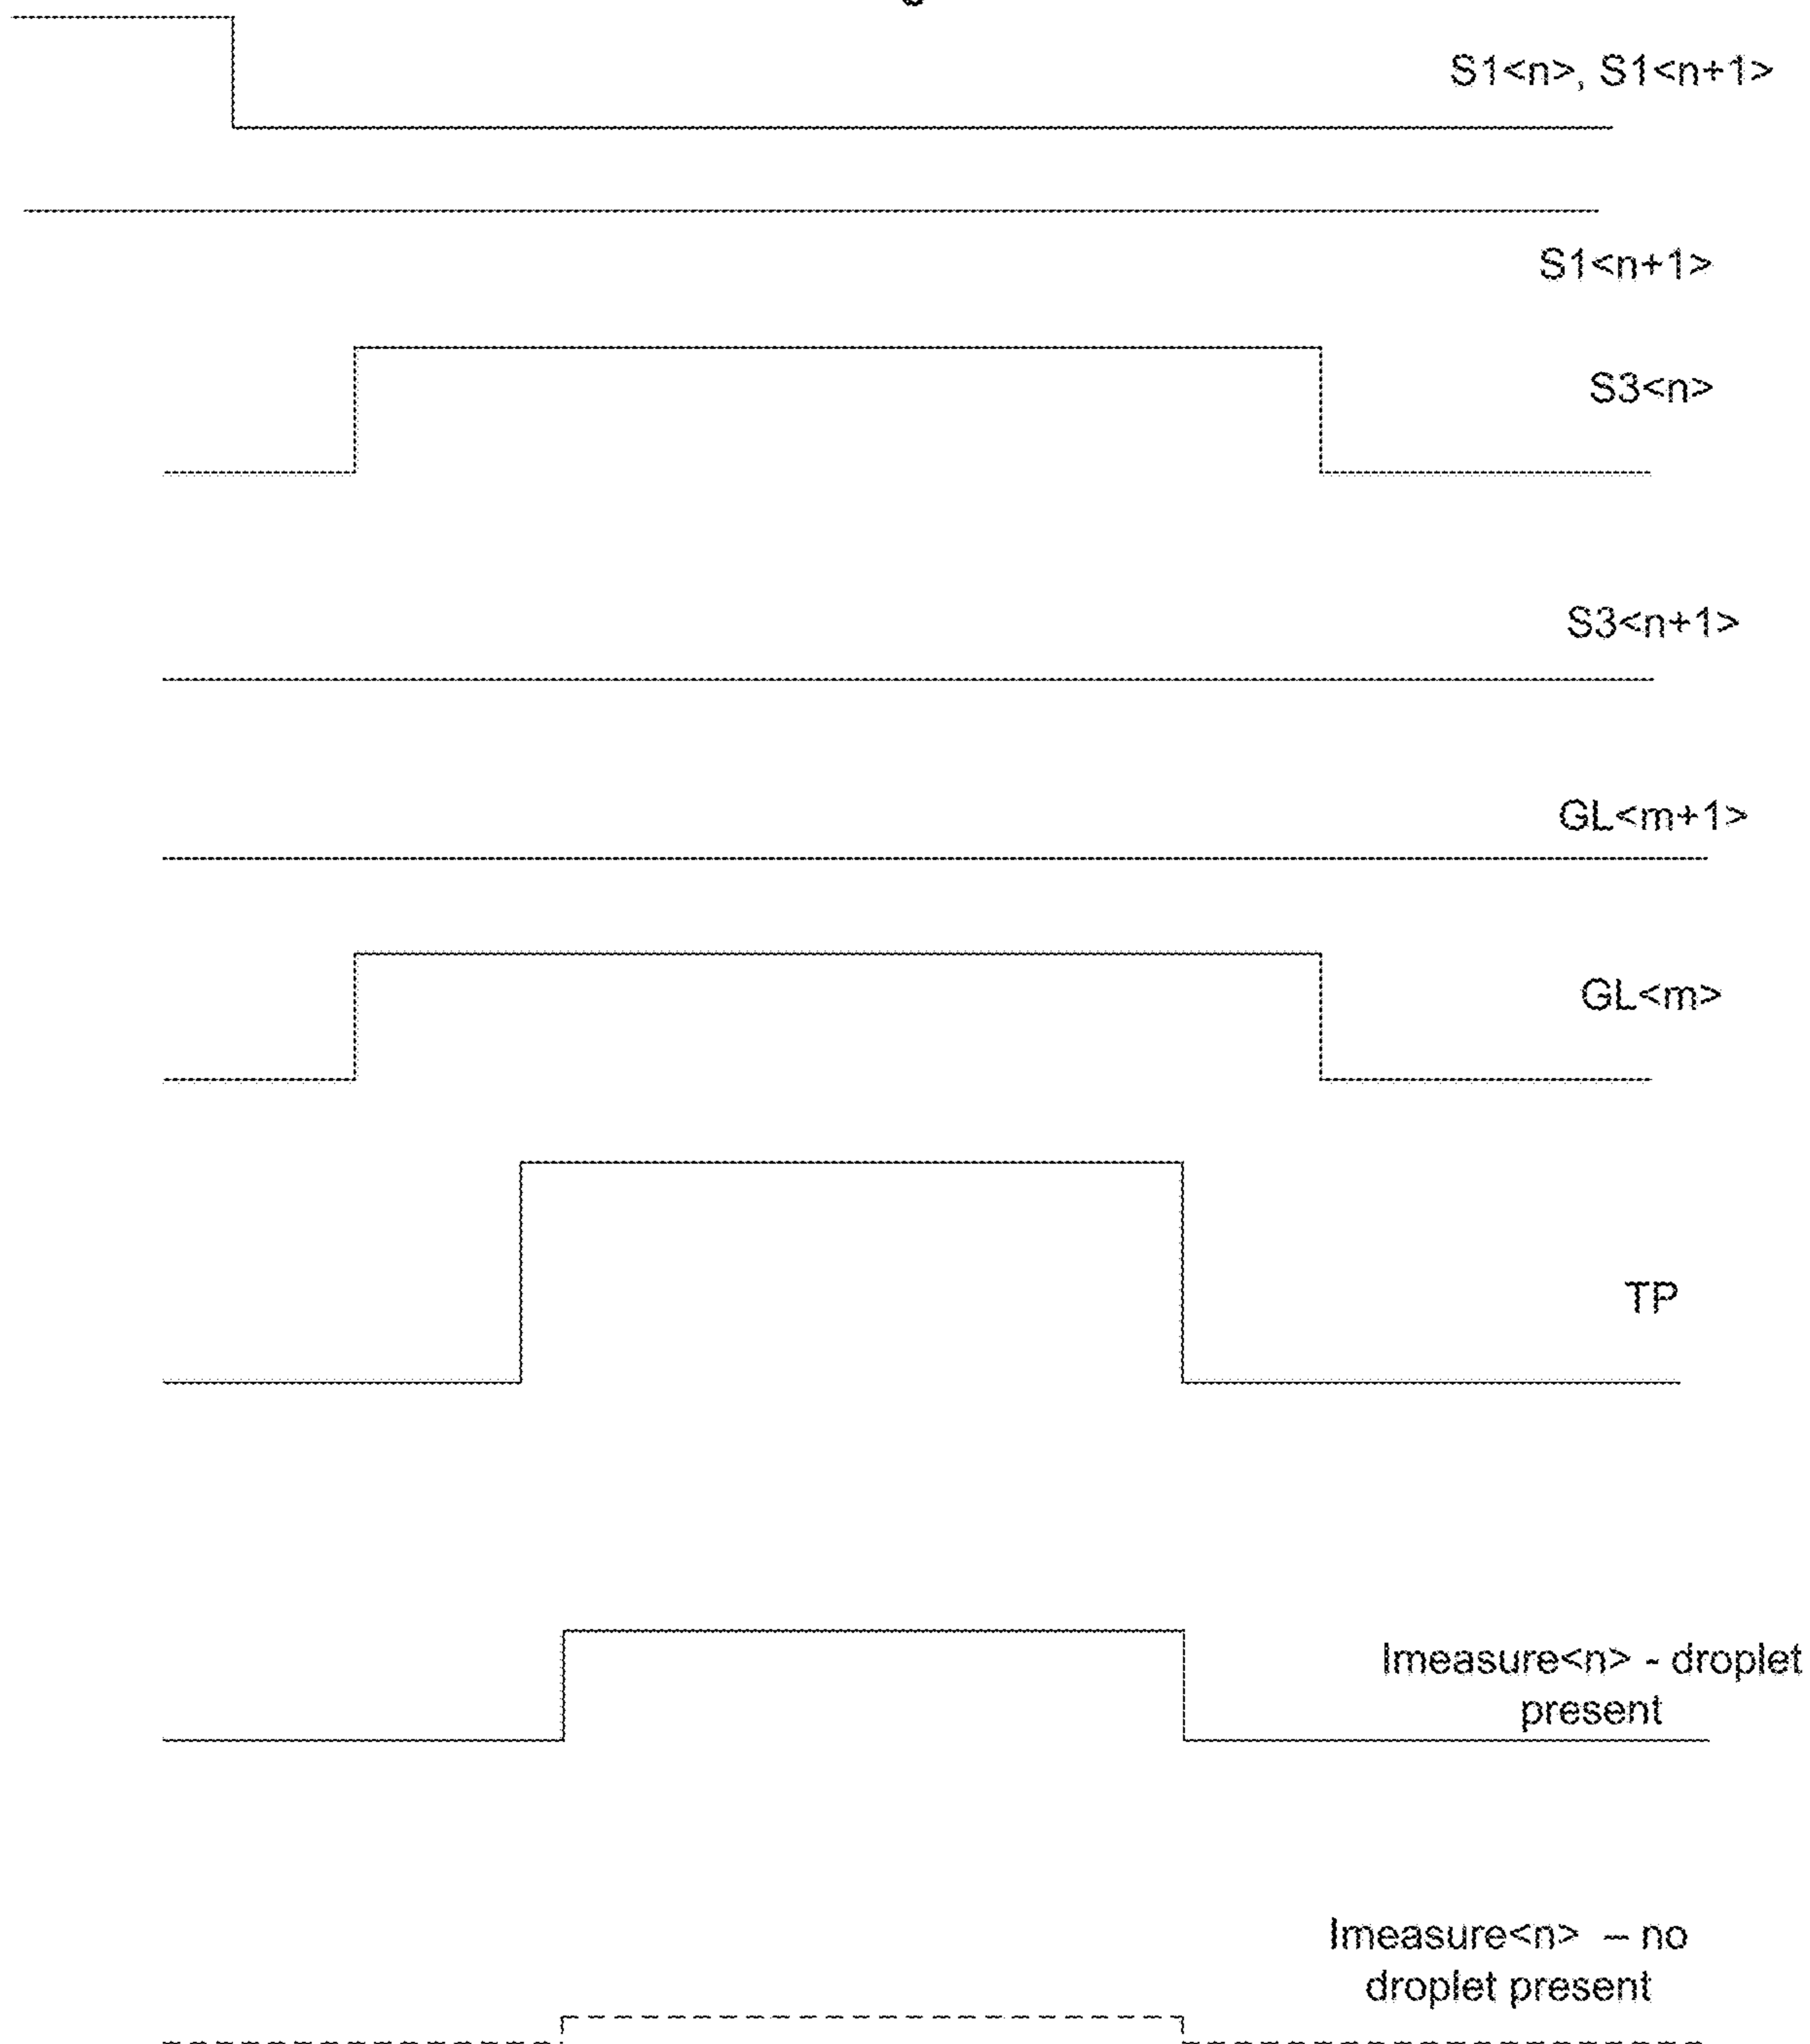 S1<n>, S1<n+1>
S1<n+1>
S3<n>
S3<n+1>
GL<m+1>
GL<m>
TP
Imeasure<n> - droplet
present
Imeasure<n> – no
droplet present